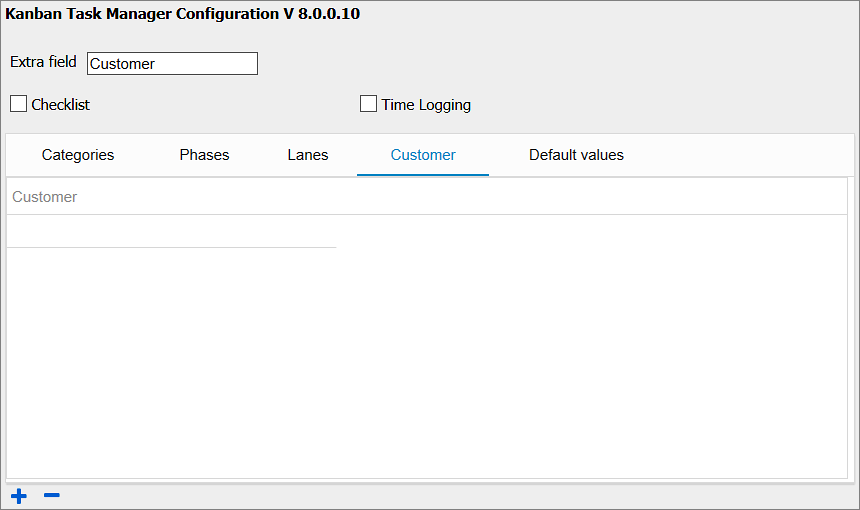 Kanban Task Manager Configuration V 8.0.0.10
Extra field Customer
Checklist Time Logging
Categories Phases Lanes Customer Default values
Customer